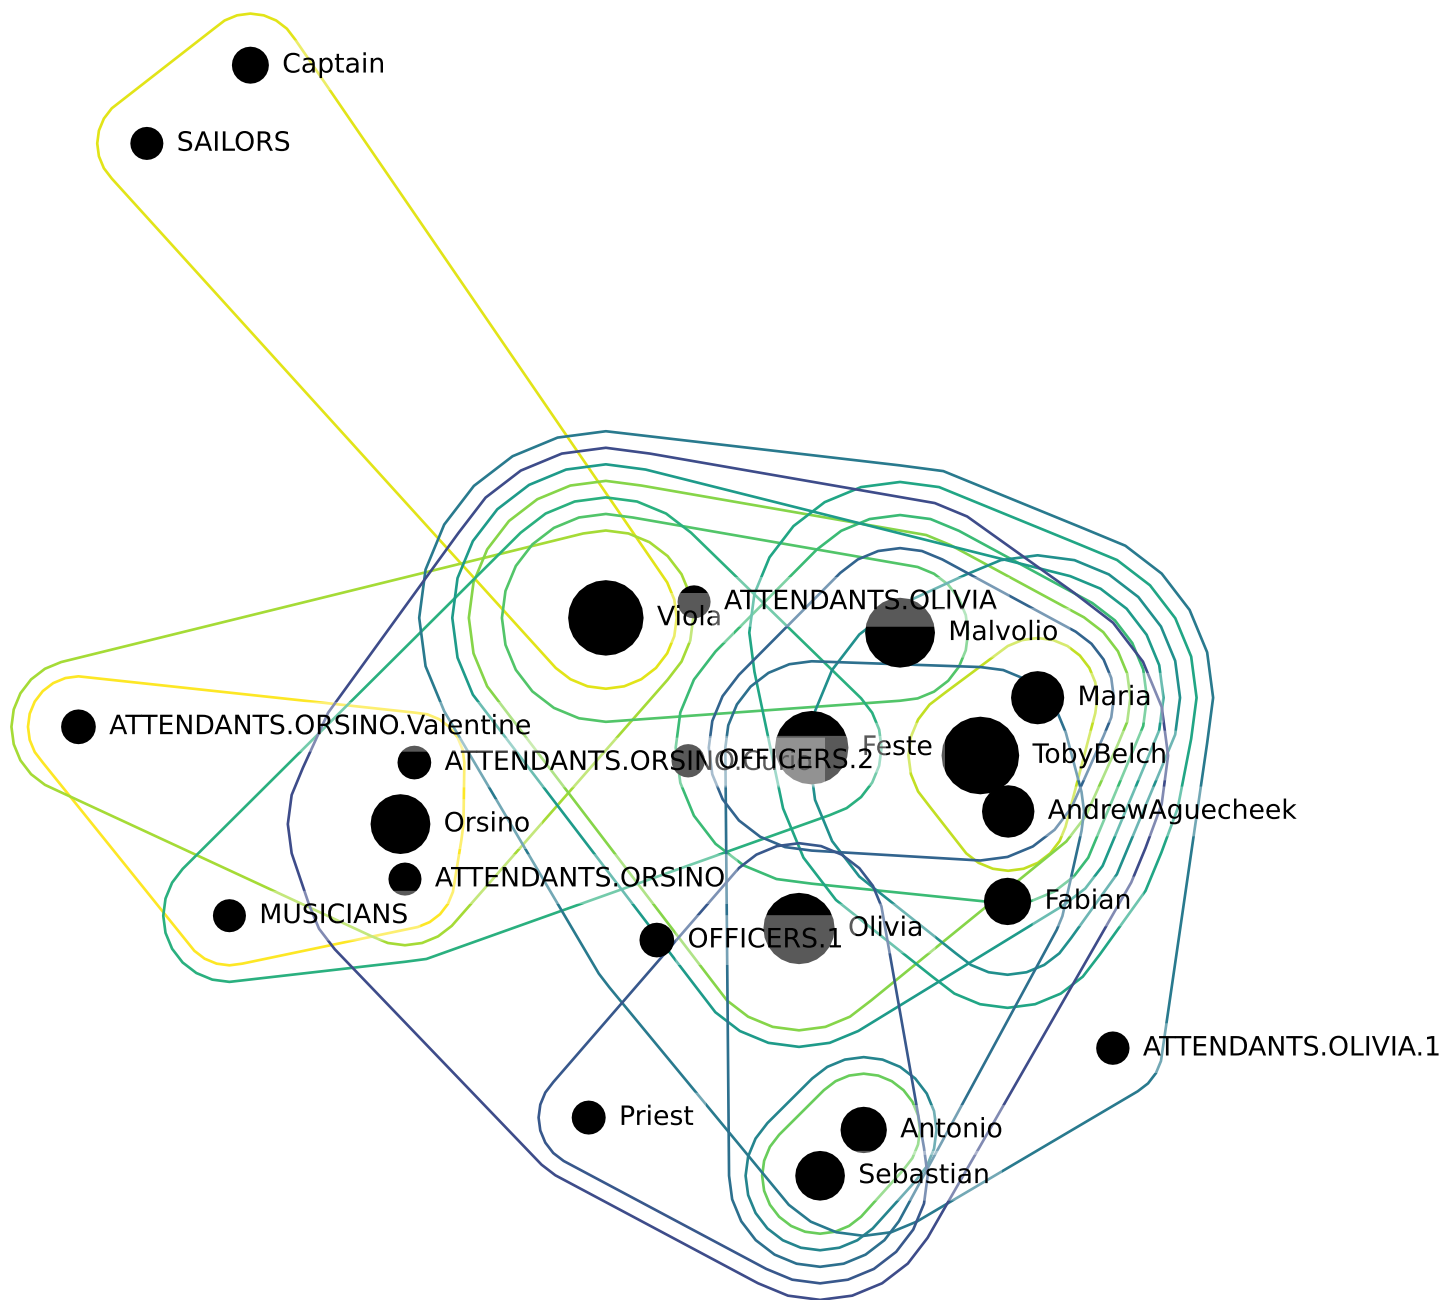 Captain
SAILORS
ATTENDANTS.OLIVIA
Viola
Malvolio
Maria
ATTENDANTS.ORSINO.Valentine
Feste
TobyBelch
OFFICERS.2
ATTENDANTS.ORSINO.Curio
AndrewAguecheek
Orsino
ATTENDANTS.ORSINO
Fabian
MUSICIANS
Olivia
OFFICERS.1
ATTENDANTS.OLIVIA.1
Priest
Antonio
Sebastian